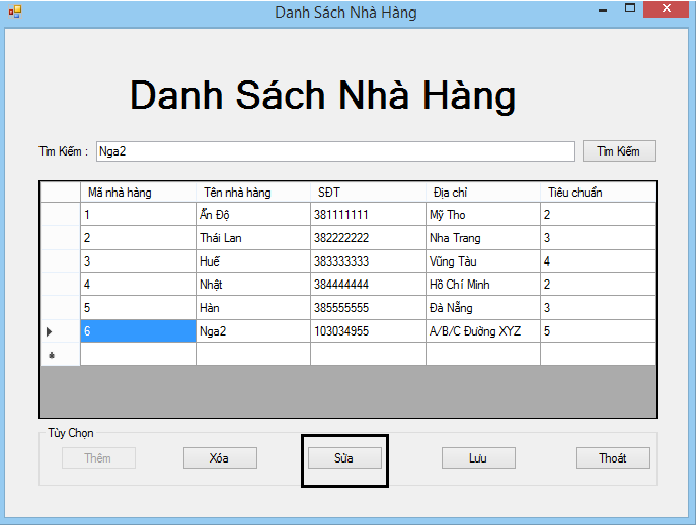 Danh Sách Nhà Hàng
Danh Sách Nhà Hàng
Tìm Kiếm : Nga2 Tìm Kiếm
Mã nhà hàng Tên nhà hàng SĐT Địa chỉ Tiêu chuẩn
1 Ấn Độ 381111111 Mỹ Tho 2
2 Thái Lan 382222222 Nha Trang 3
3 Huế 383333333 Vũng Tàu 4
4 Nhật 384444444 Hồ Chí Minh 2
5 Hàn 385555555 Đà Nẵng 3
6 Nga2 103034955 A/B/C Đường XYZ 5
Tùy Chọn
Thêm Xóa Sửa Lưu Thoát